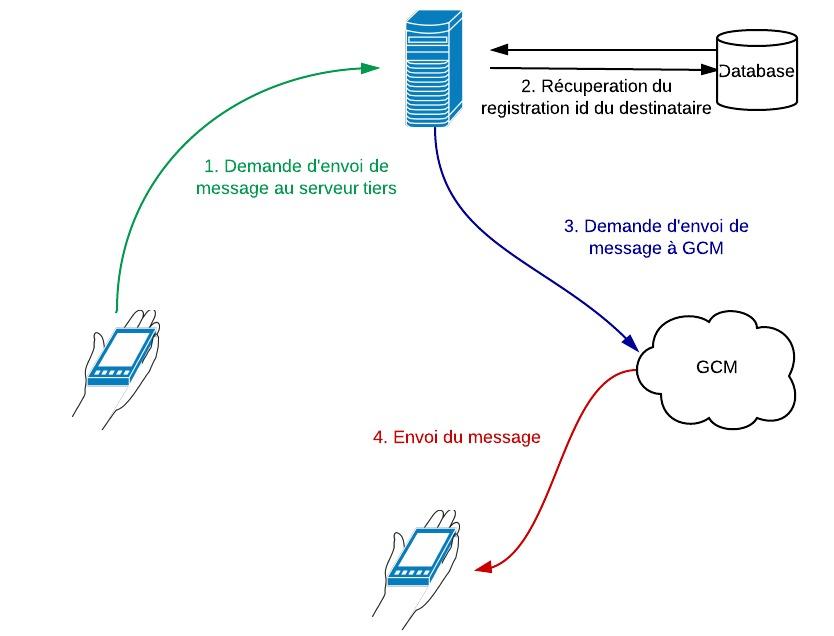 Database
2. Récuperation du
registration id du destinataire
1. Demande d'envoi de
message au serveur tiers
3. Demande d'envoi de
message à GCM
GCM
4. Envoi du message